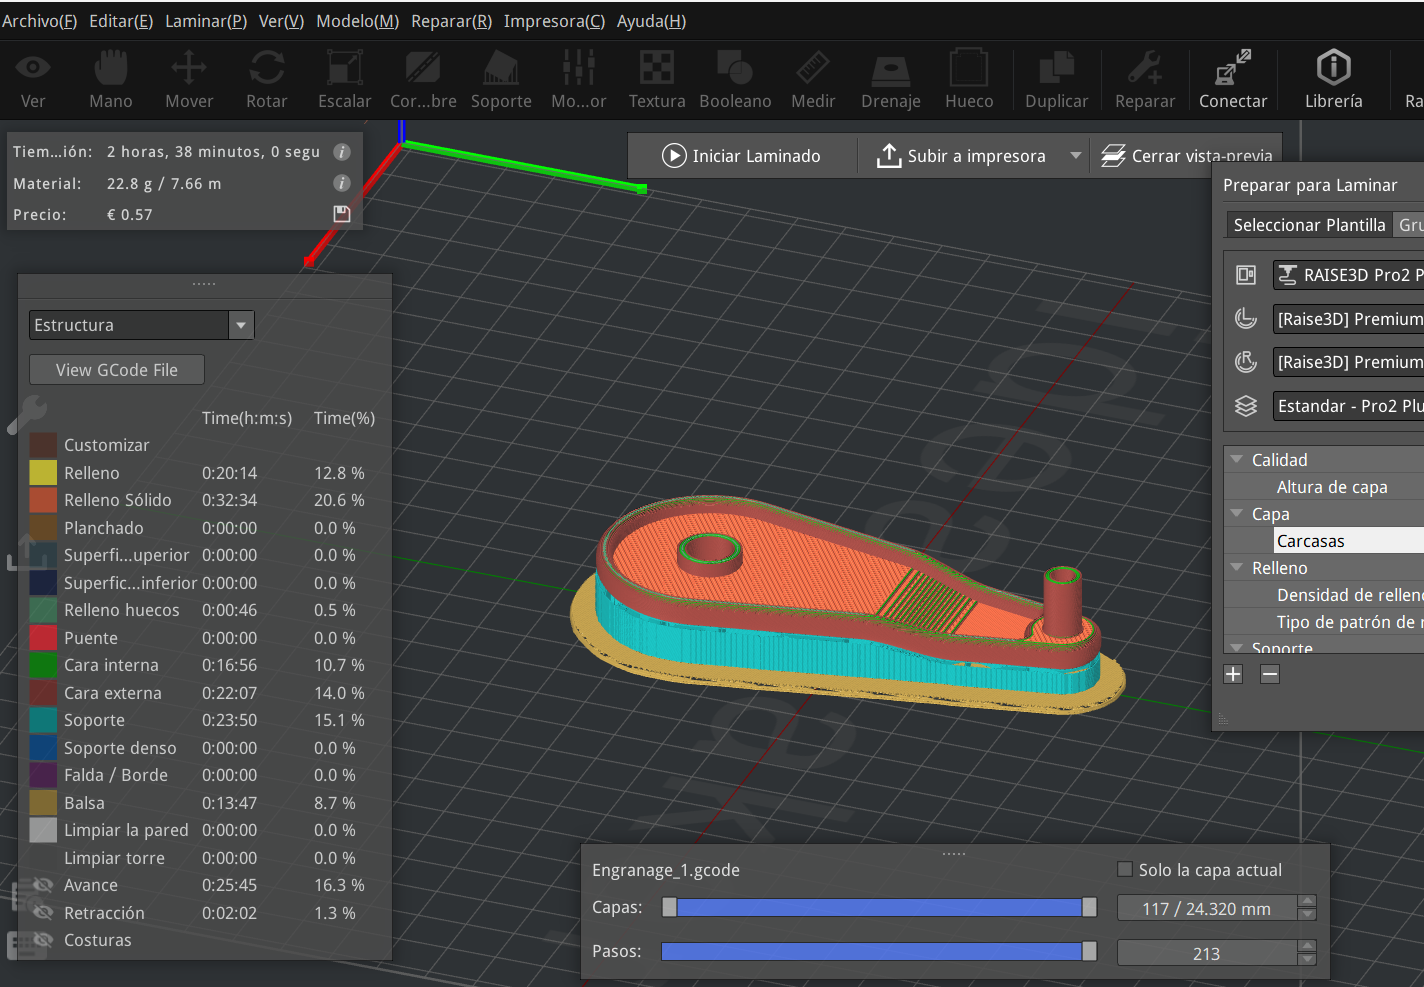 Archivo(F) Editar(E) Laminar(P) Ver(V) Modelo(M) Reparar(R) Impresora(C) Ayuda(H)
Ver Mano Mover Rotar Escalar Cor...bre Soporte Mo...or Textura Booleano Medir Drenaje Hueco Duplicar Reparar Conectar Librería Ra
Tiem...ión: 2 horas, 38 minutos, 0 segu
Material: 22.8 g / 7.66 m
Precio: € 0.57
Iniciar Laminado Subir a impresora Cerrar vista-previa
Preparar para Laminar
Seleccionar Plantilla Gru
RAISE3D Pro2 P
[Raise3D] Premium
[Raise3D] Premium
Estandar - Pro2 Plu
Calidad
Altura de capa
Capa
Carcasas
Relleno
Densidad de relleno
Tipo de patrón de r
Soporte
Estructura
View GCode File
Time(h:m:s) Time(%)
Customizar
Relleno 0:20:14 12.8 %
Relleno Sólido 0:32:34 20.6 %
Planchado 0:00:00 0.0 %
Superfi...uperior 0:00:00 0.0 %
Superfic...inferior 0:00:00 0.0 %
Relleno huecos 0:00:46 0.5 %
Puente 0:00:00 0.0 %
Cara interna 0:16:56 10.7 %
Cara externa 0:22:07 14.0 %
Soporte 0:23:50 15.1 %
Soporte denso 0:00:00 0.0 %
Falda / Borde 0:00:00 0.0 %
Balsa 0:13:47 8.7 %
Limpiar la pared 0:00:00 0.0 %
Limpiar torre 0:00:00 0.0 %
Avance 0:25:45 16.3 %
Retracción 0:02:02 1.3 %
Costuras
Engranage_1.gcode Solo la capa actual
Capas: 117 / 24.320 mm
Pasos: 213